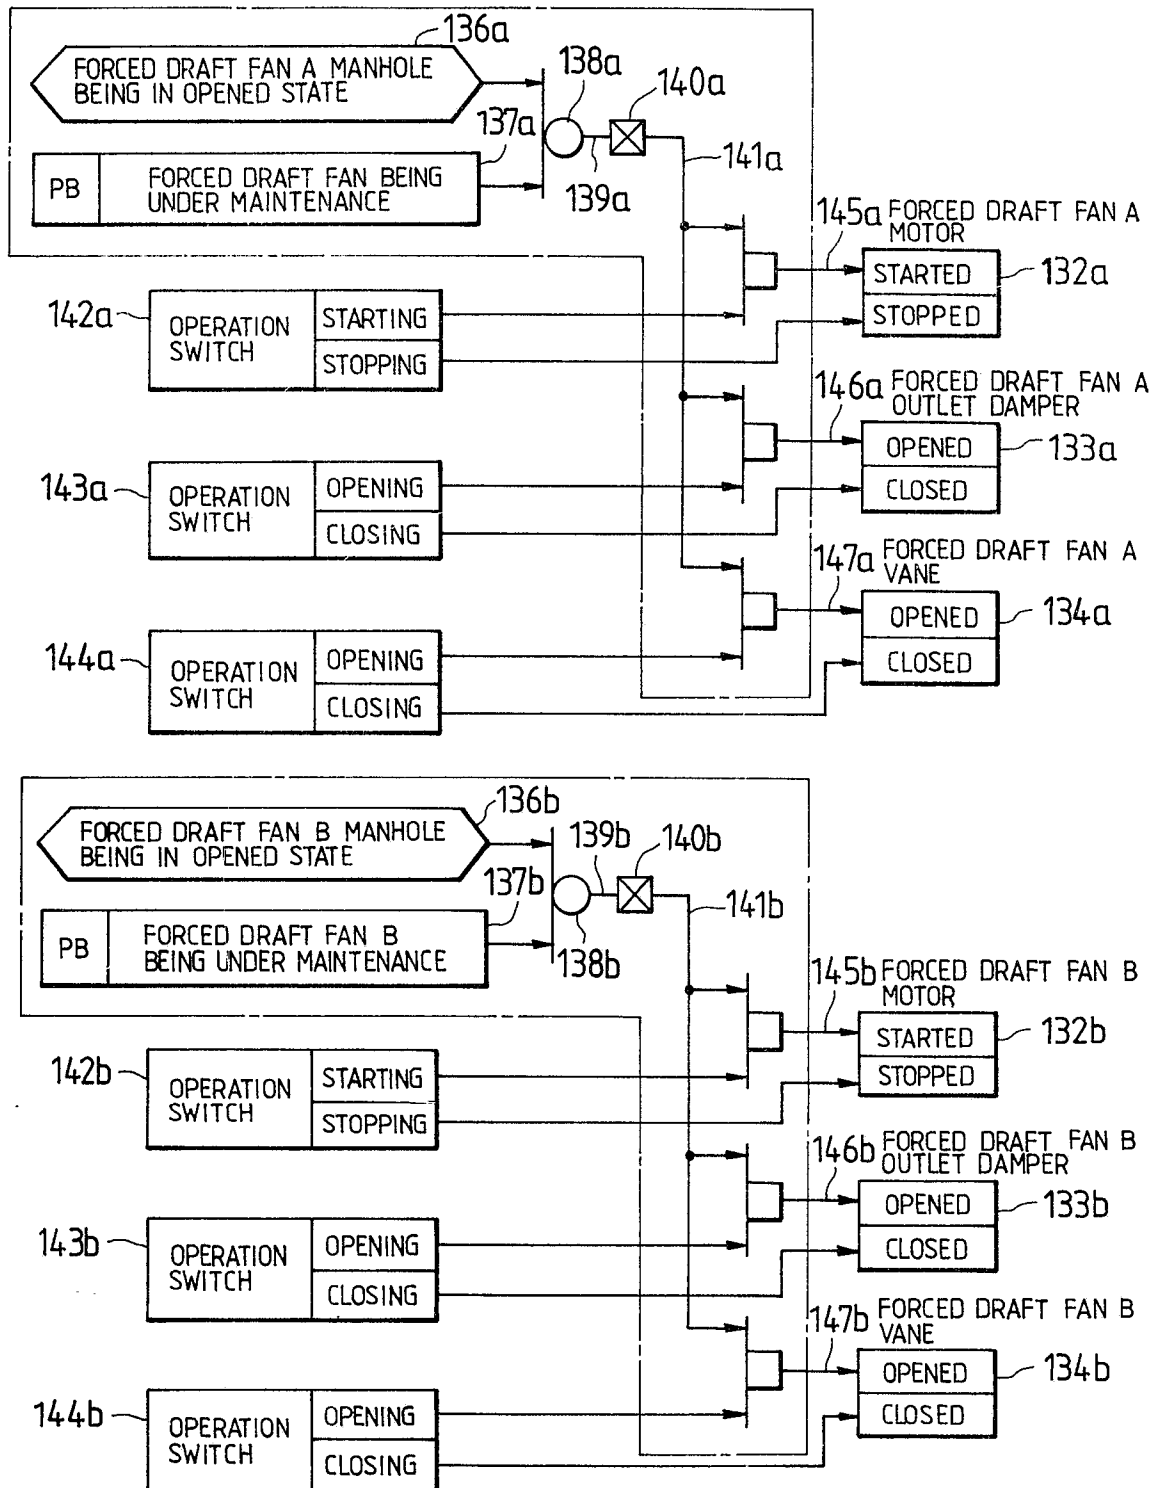 136a
FORCED DRAFT FAN A MANHOLE
BEING IN OPENED STATE
138a
140a
137a
PB
FORCED DRAFT FAN BEING
UNDER MAINTENANCE
139a
141a
145a
FORCED DRAFT FAN A
MOTOR
STARTED
STOPPED
132a
142a
OPERATION
SWITCH
STARTING
STOPPING
146a
FORCED DRAFT FAN A
OUTLET DAMPER
OPENED
CLOSED
133a
143a
OPERATION
SWITCH
OPENING
CLOSING
147a
FORCED DRAFT FAN A
VANE
OPENED
CLOSED
134a
144a
OPERATION
SWITCH
OPENING
CLOSING
136b
FORCED DRAFT FAN B MANHOLE
BEING IN OPENED STATE
139b
140b
137b
PB
FORCED DRAFT FAN B
BEING UNDER MAINTENANCE
138b
141b
145b
FORCED DRAFT FAN B
MOTOR
STARTED
STOPPED
132b
142b
OPERATION
SWITCH
STARTING
STOPPING
146b
FORCED DRAFT FAN B
OUTLET DAMPER
OPENED
CLOSED
133b
143b
OPERATION
SWITCH
OPENING
CLOSING
147b
FORCED DRAFT FAN B
VANE
OPENED
CLOSED
134b
144b
OPERATION
SWITCH
OPENING
CLOSING